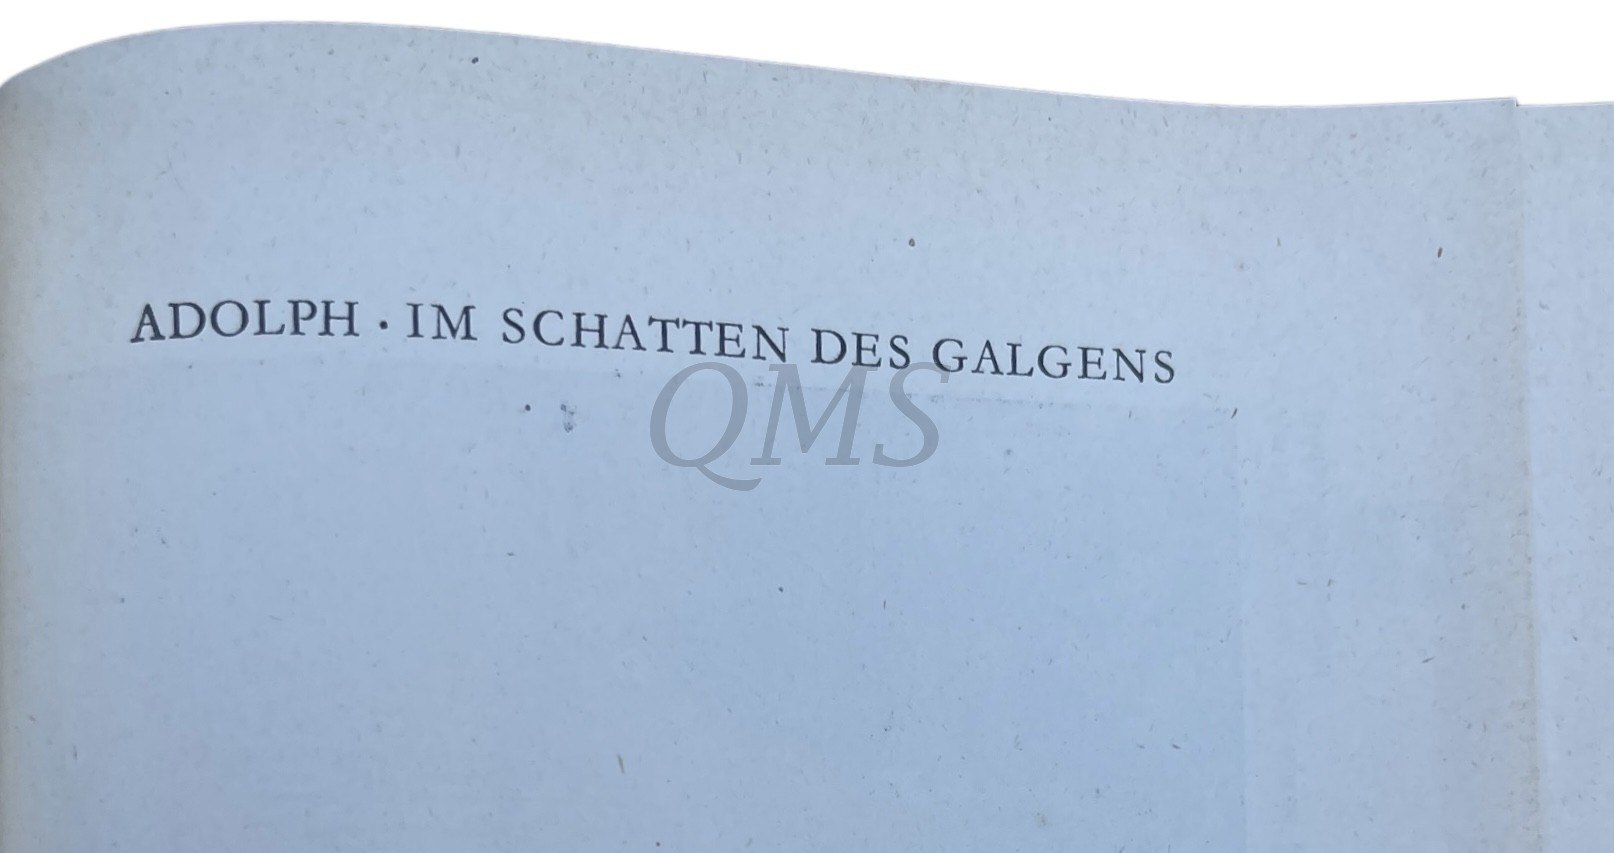 ADOLPH · IM SCHATTEN DES GALGENS
QMS